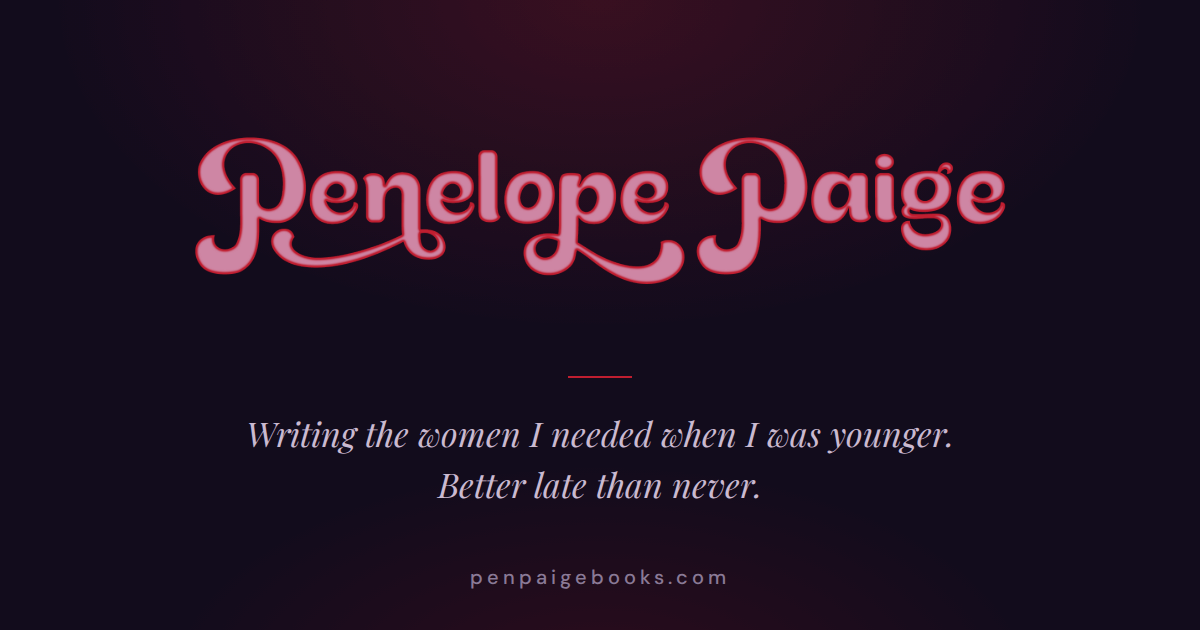 Penelope Paige
Writing the women I needed when I was younger.
Better late than never.
penpaigebooks.com